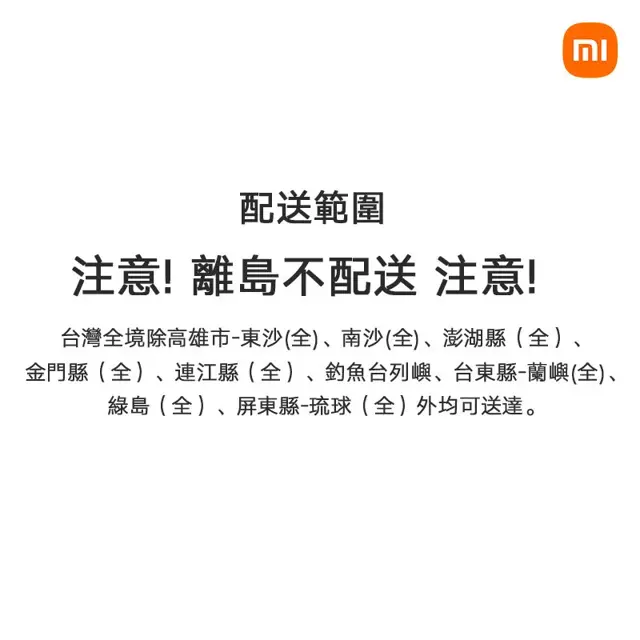 mi
配送範圍
注意! 離島不配送 注意!
台灣全境除高雄市-東沙(全)、南沙(全)、澎湖縣（全）、
金門縣（全）、連江縣（全）、釣魚台列嶼、台東縣-蘭嶼(全)、
綠島（全）、屏東縣-琉球（全）外均可送達。